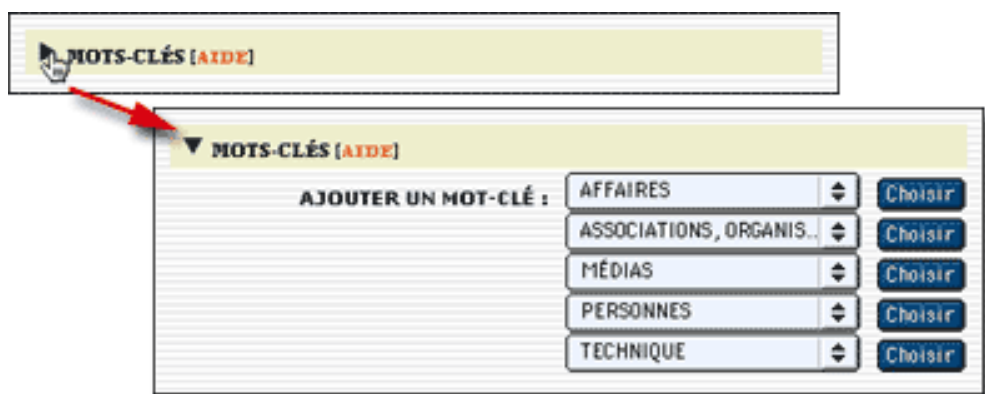 MOTS-CLÉS [AIDE]
MOTS-CLÉS [AIDE]
AJOUTER UN MOT-CLÉ : AFFAIRES Choisir
ASSOCIATIONS, ORGANIS.. Choisir
MÉDIAS Choisir
PERSONNES Choisir
TECHNIQUE Choisir